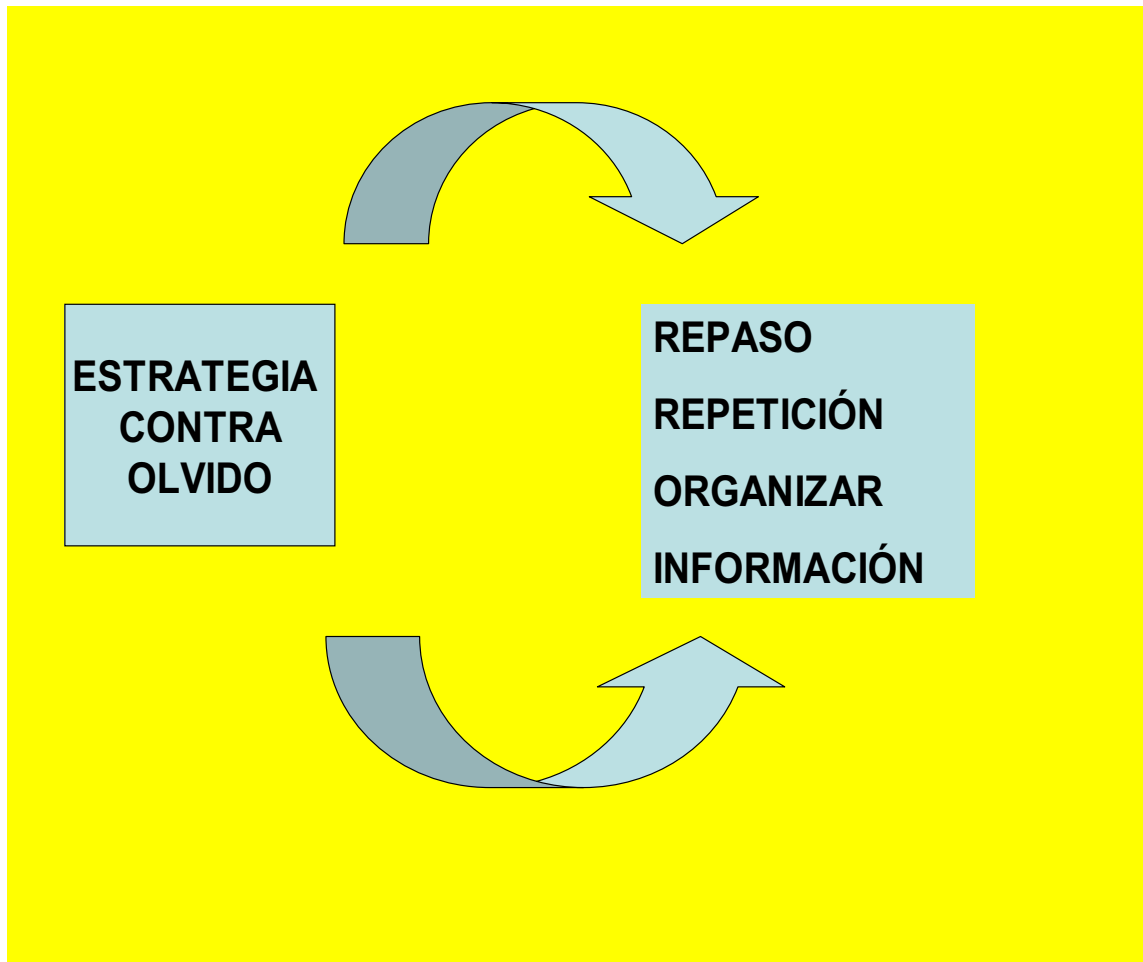 ESTRATEGIA
CONTRA
OLVIDO
REPASO
REPETICIÓN
ORGANIZAR
INFORMACIÓN